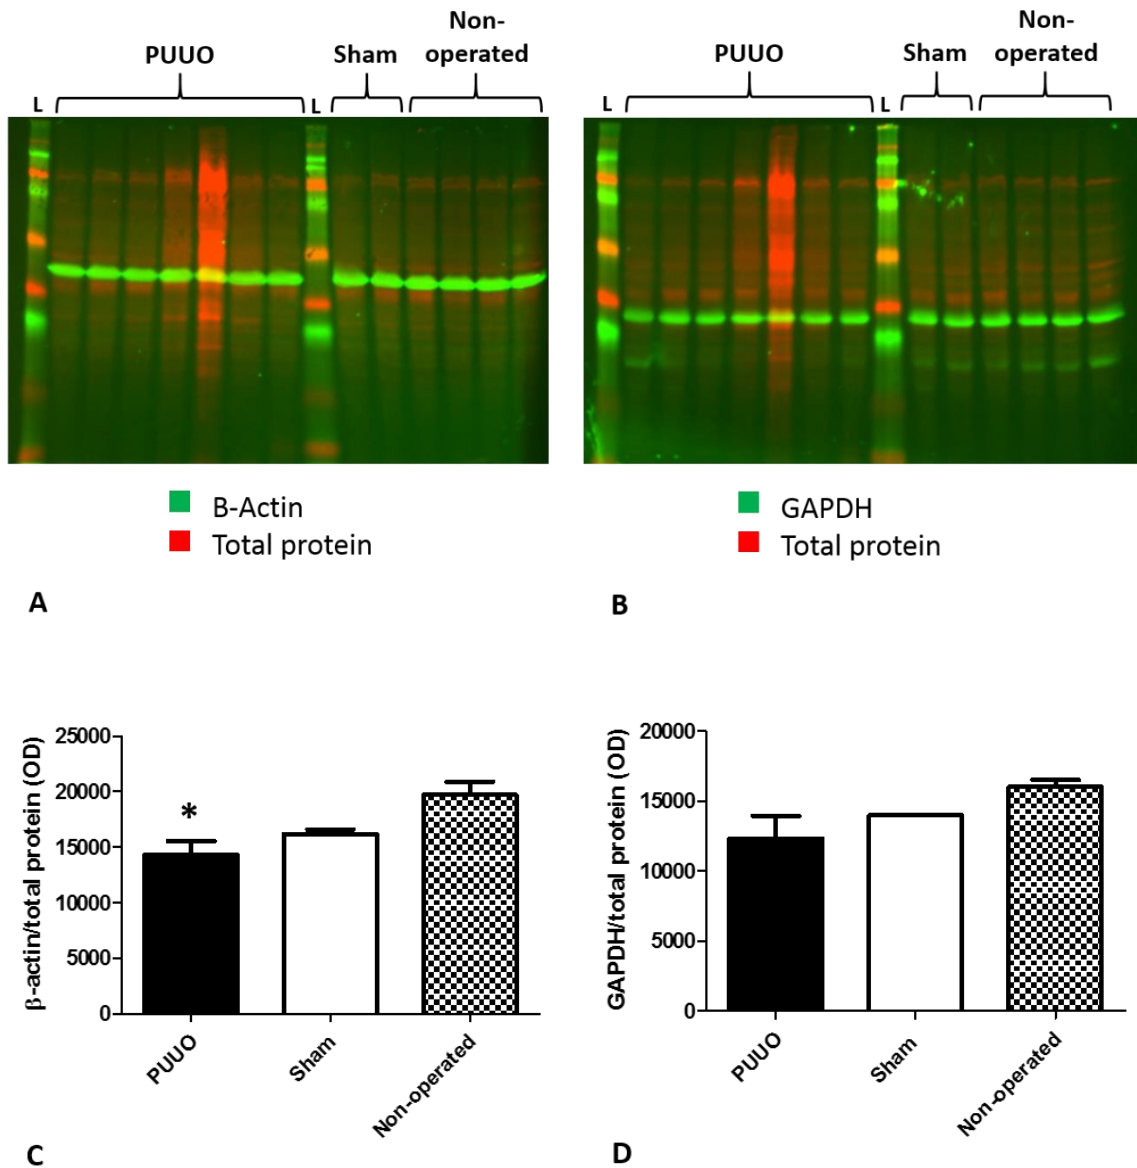 Non-
operated
PUUO
Sham
L
L
Non-
operated
PUUO
Sham
L
L
B-Actin
Total protein
GAPDH
Total protein
A
B
β-actin/total protein (OD)
25000
20000
15000
10000
5000
0
*
PUUO
Sham
Non-operated
GAPDH/total protein (OD)
20000
15000
10000
5000
0
PUUO
Sham
Non-operated
C
D